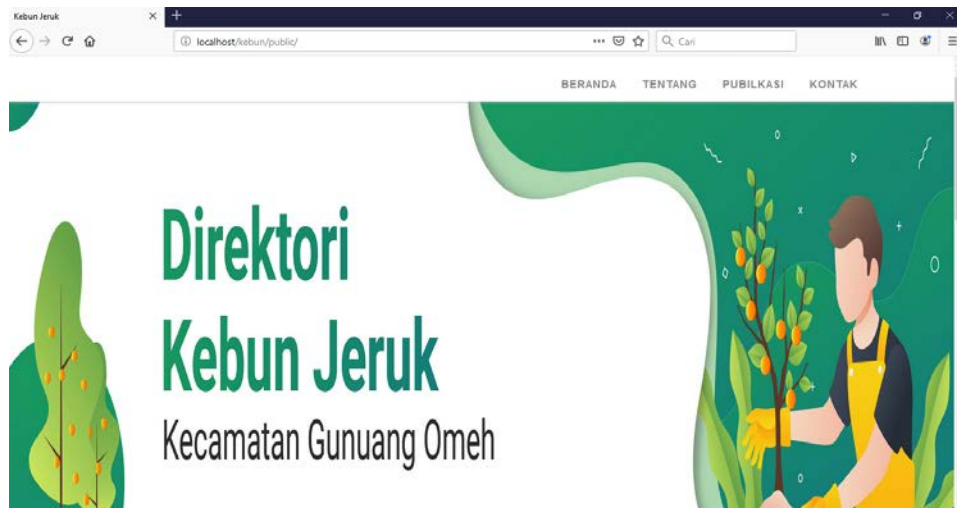 Kebun Jeruk
localhost/kebun/public/
Cari
BERANDA TENTANG PUBILKASI KONTAK
Direktori
Kebun Jeruk
Kecamatan Gunuang Omeh